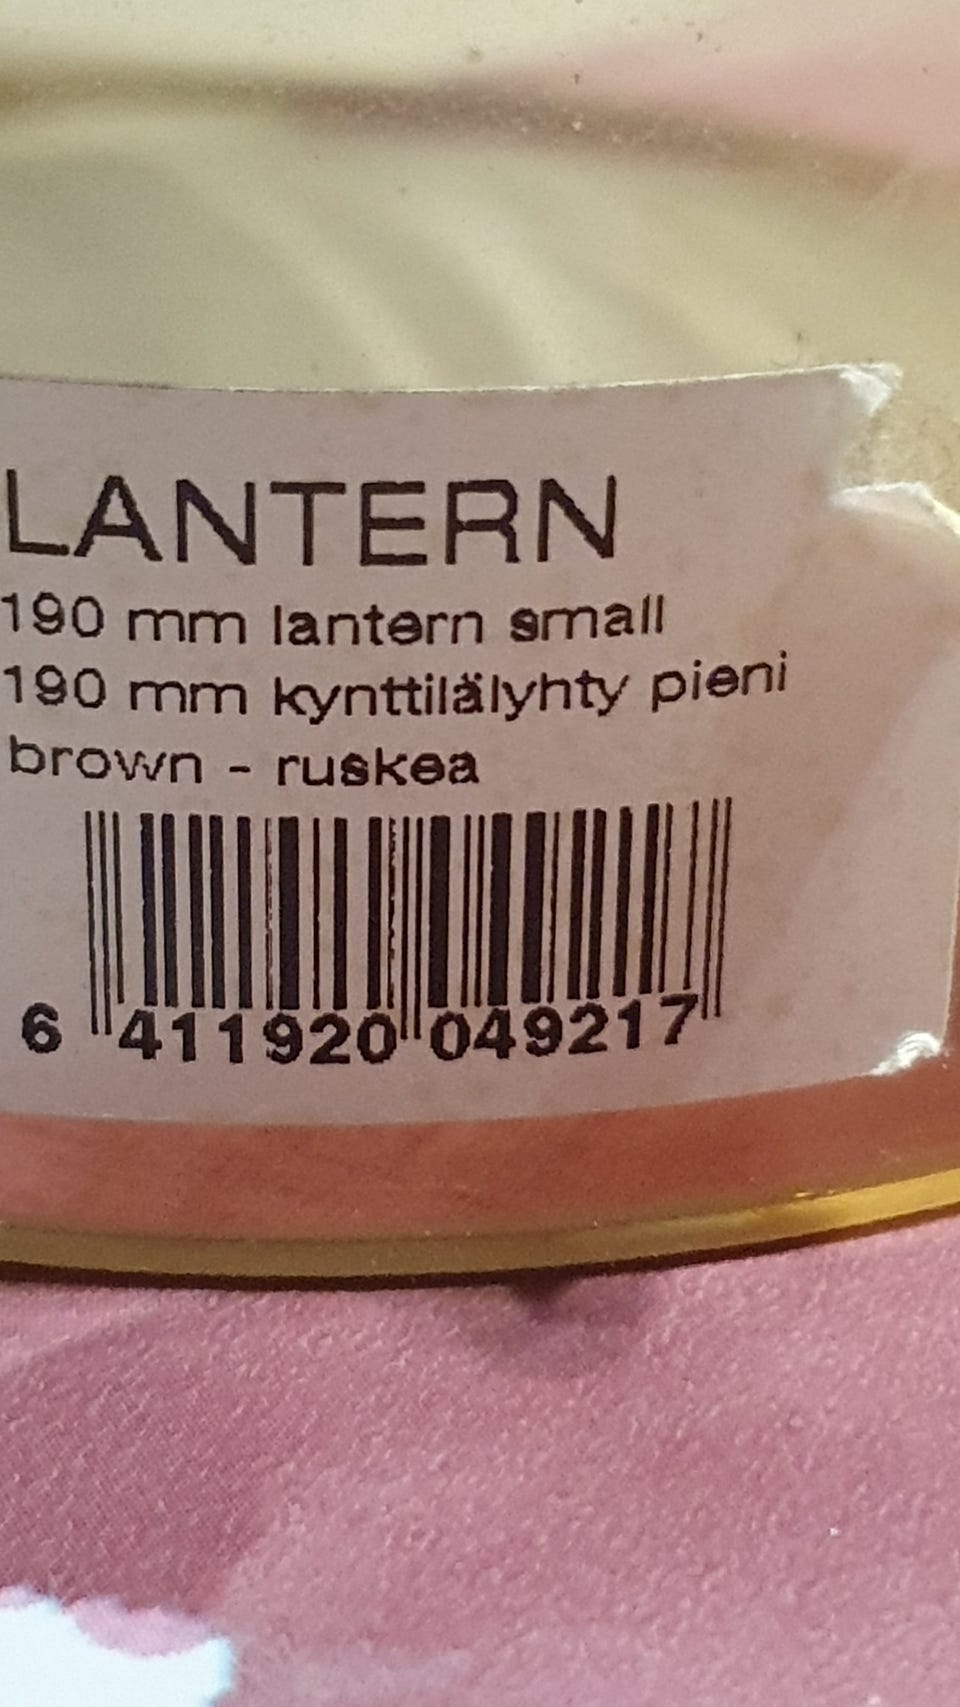 LANTERN
190 mm lantern small
190 mm kynttilälyhty pieni
brown - ruskea
6 411920 049217